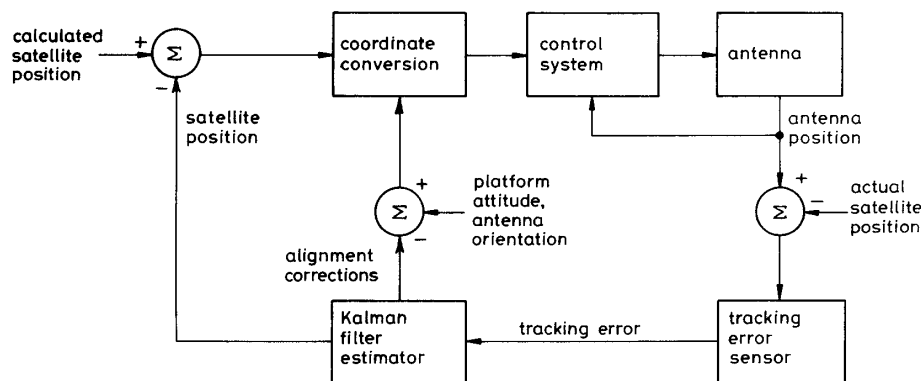 calculated
satellite
position
+
Σ
−
satellite
position
coordinate
conversion
control
system
antenna
antenna
position
+
Σ
−
platform
attitude,
antenna
orientation
+
−
Σ
actual
satellite
position
alignment
corrections
Kalman
filter
estimator
tracking error
tracking
error
sensor